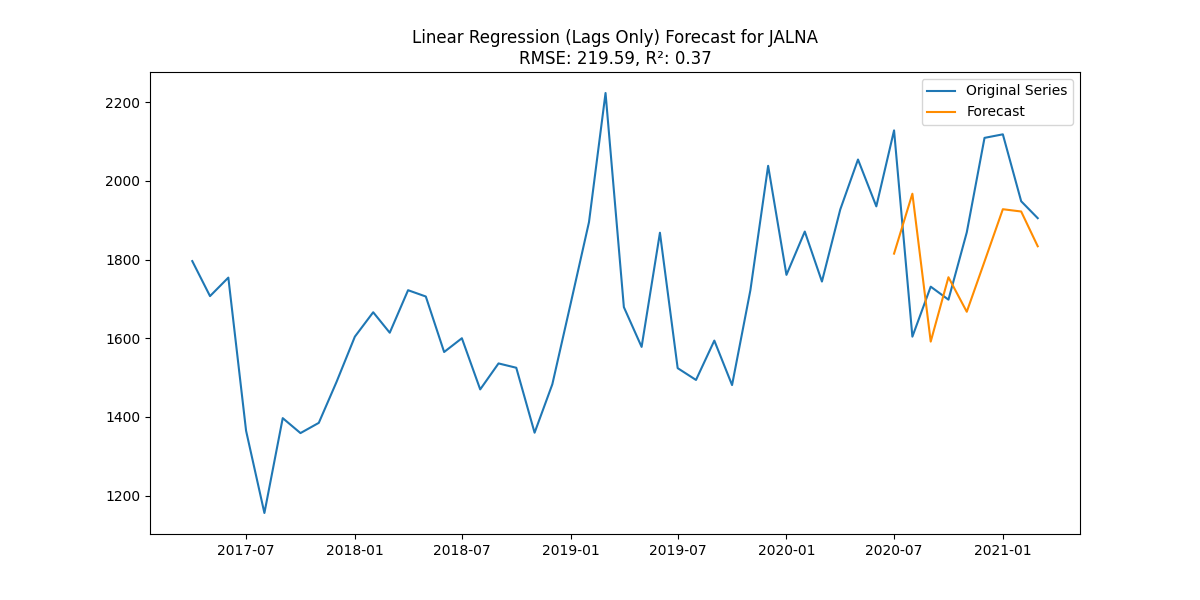 Linear Regression (Lags Only) Forecast for JALNA
RMSE: 219.59, R²: 0.37
Original Series
Forecast
2200
2000
1800
1600
1400
1200
2017-07 2018-01 2018-07 2019-01 2019-07 2020-01 2020-07 2021-01